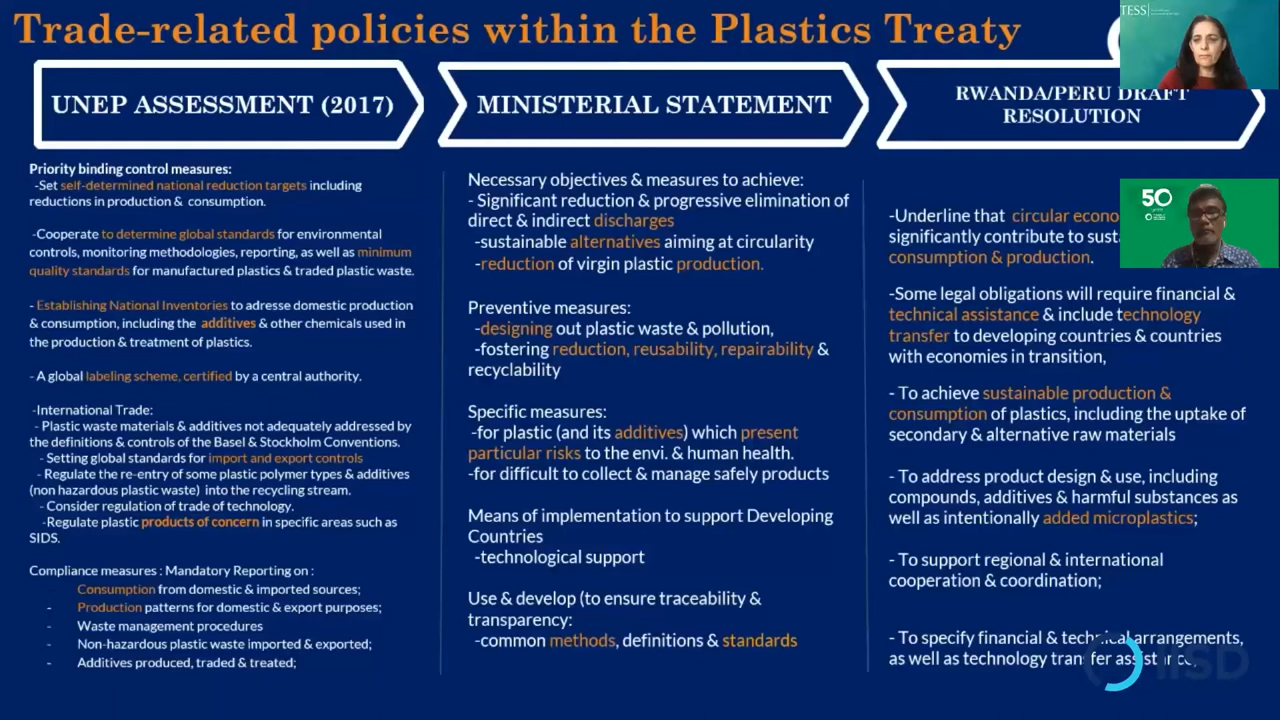 Trade-related policies within the Plastics Treaty
TESS
UNEP ASSESSMENT (2017)
MINISTERIAL STATEMENT
RWANDA/PERU DRAFT
RESOLUTION
Priority binding control measures:
-Set self-determined national reduction targets including
reductions in production & consumption.
-Cooperate to determine global standards for environmental
controls, monitoring methodologies, reporting, as well as minimum
quality standards for manufactured plastics & traded plastic waste.
- Establishing National Inventories to adresse domestic production
& consumption, including the additives & other chemicals used in
the production & treatment of plastics.
- A global labeling scheme, certified by a central authority.
-International Trade:
- Plastic waste materials & additives not adequately addressed by
the definitions & controls of the Basel & Stockholm Conventions.
- Setting global standards for import and export controls
- Regulate the re-entry of some plastic polymer types & additives
(non hazardous plastic waste) into the recycling stream.
- Consider regulation of trade of technology.
-Regulate plastic products of concern in specific areas such as
SIDS.
Compliance measures : Mandatory Reporting on :
Consumption from domestic & imported sources;
- Production patterns for domestic & export purposes;
- Waste management procedures
- Non-hazardous plastic waste imported & exported;
- Additives produced, traded & treated;
Necessary objectives & measures to achieve:
- Significant reduction & progressive elimination of
direct & indirect discharges
-sustainable alternatives aiming at circularity
-reduction of virgin plastic production.
Preventive measures:
-designing out plastic waste & pollution,
-fostering reduction, reusability, repairability &
recyclability
Specific measures:
-for plastic (and its additives) which present
particular risks to the envi. & human health.
-for difficult to collect & manage safely products
Means of implementation to support Developing
Countries
-technological support
Use & develop (to ensure traceability &
transparency:
-common methods, definitions & standards
50
-Underline that circular
significantly contribute to
consumption & production.
-Some legal obligations will require financial &
technical assistance & include technology
transfer to developing countries & countries
with economies in transition,
- To achieve sustainable production &
consumption of plastics, including the uptake of
secondary & alternative raw materials
- To address product design & use, including
compounds, additives & harmful substances as
well as intentionally added microplastics;
- To support regional & international
cooperation & coordination;
- To specify financial & technical arrangements,
as well as technology transfer assistance,
IISD